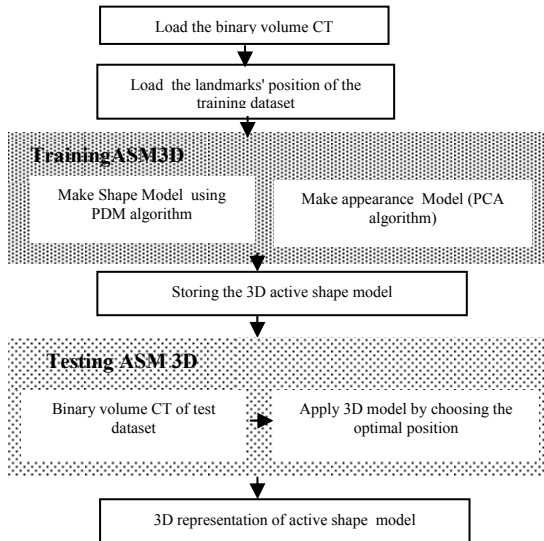 Load the binary volume CT
Load the landmarks' position of the
training dataset
TrainingASM3D
Make Shape Model using
PDM algorithm
Make appearance Model (PCA
algorithm)
Storing the 3D active shape model
Testing ASM 3D
Binary volume CT of test
dataset
Apply 3D model by choosing the
optimal position
3D representation of active shape model